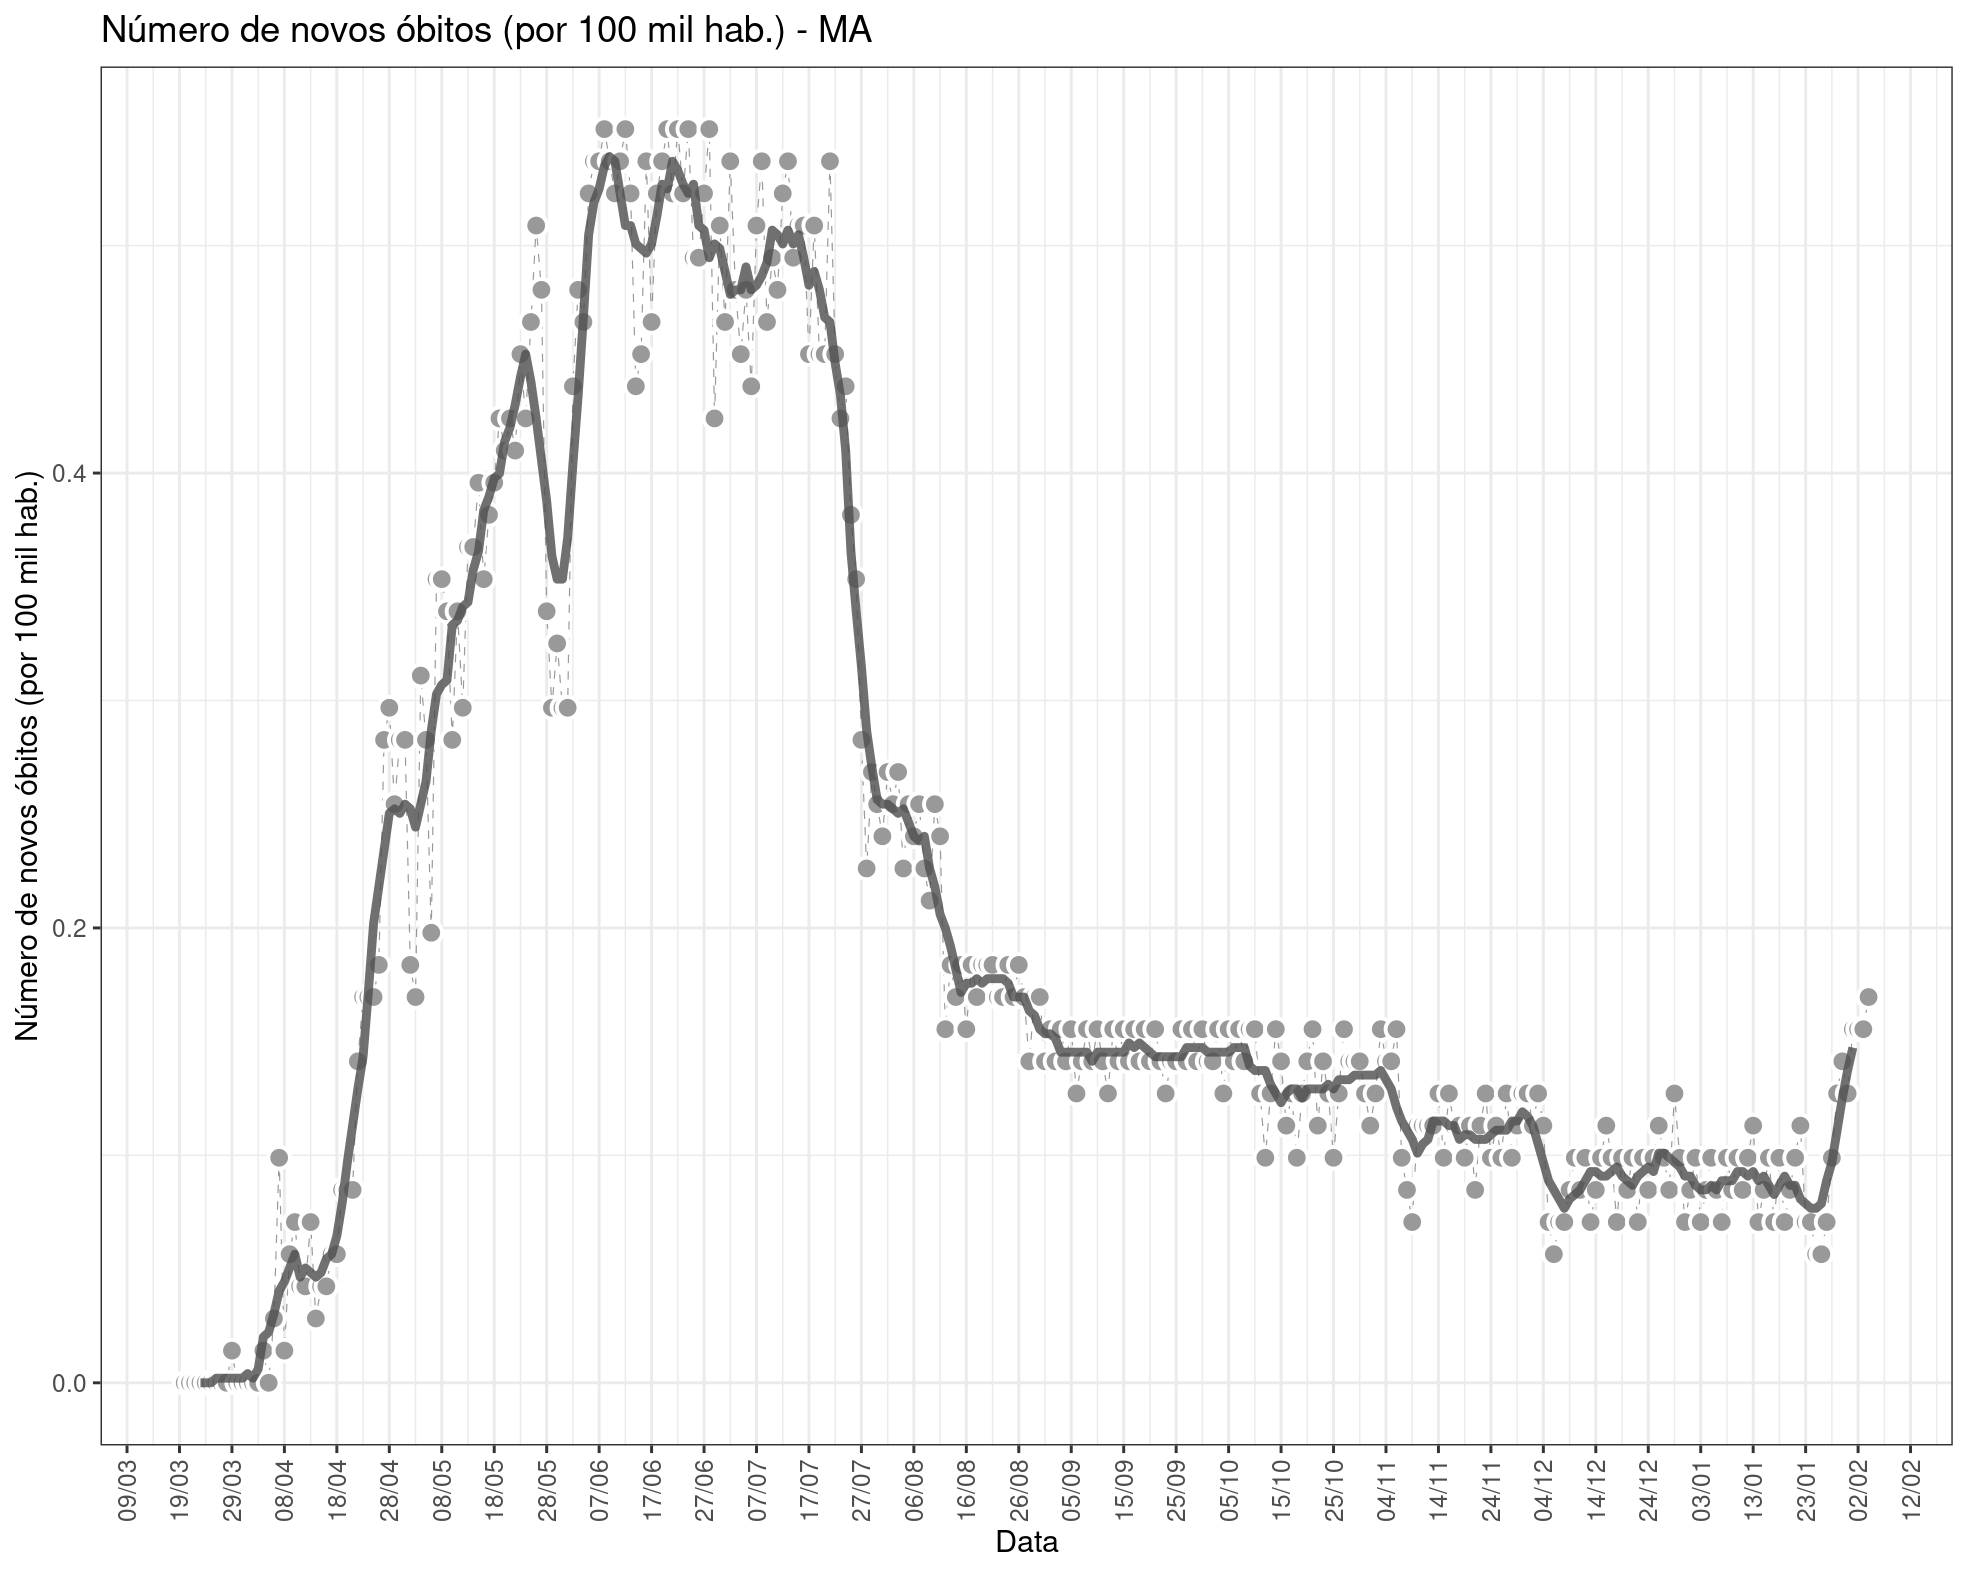 Número de novos óbitos (por 100 mil hab.) - MA
Número de novos óbitos (por 100 mil hab.)
0.4
0.2
0.0
09/03 19/03 29/03 08/04 18/04 28/04 08/05 18/05 28/05 07/06 17/06 27/06 07/07 17/07 27/07 06/08 16/08 26/08 05/09 15/09 25/09 05/10 15/10 25/10 04/11 14/11 24/11 04/12 14/12 24/12 03/01 13/01 23/01 02/02 12/02
Data